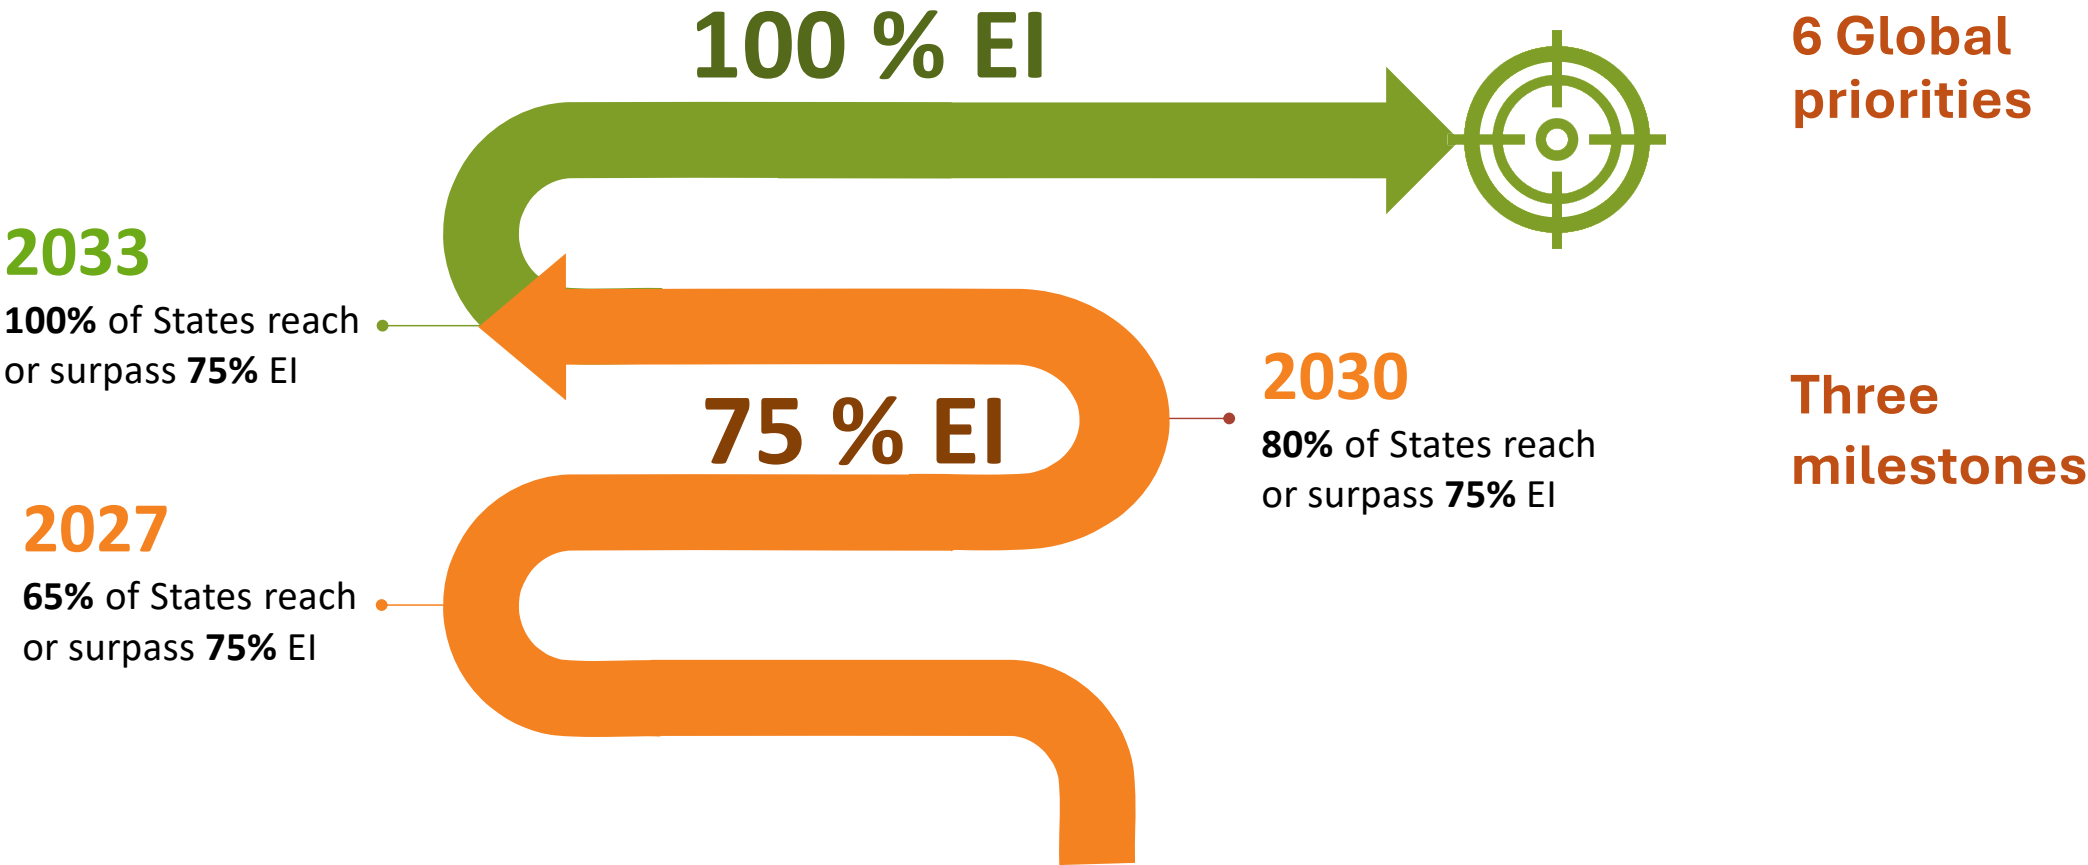 100 % EI
6 Global
priorities
2033
100% of States reach
or surpass 75% EI
75 % EI
2030
80% of States reach
or surpass 75% EI
Three
milestones
2027
65% of States reach
or surpass 75% EI